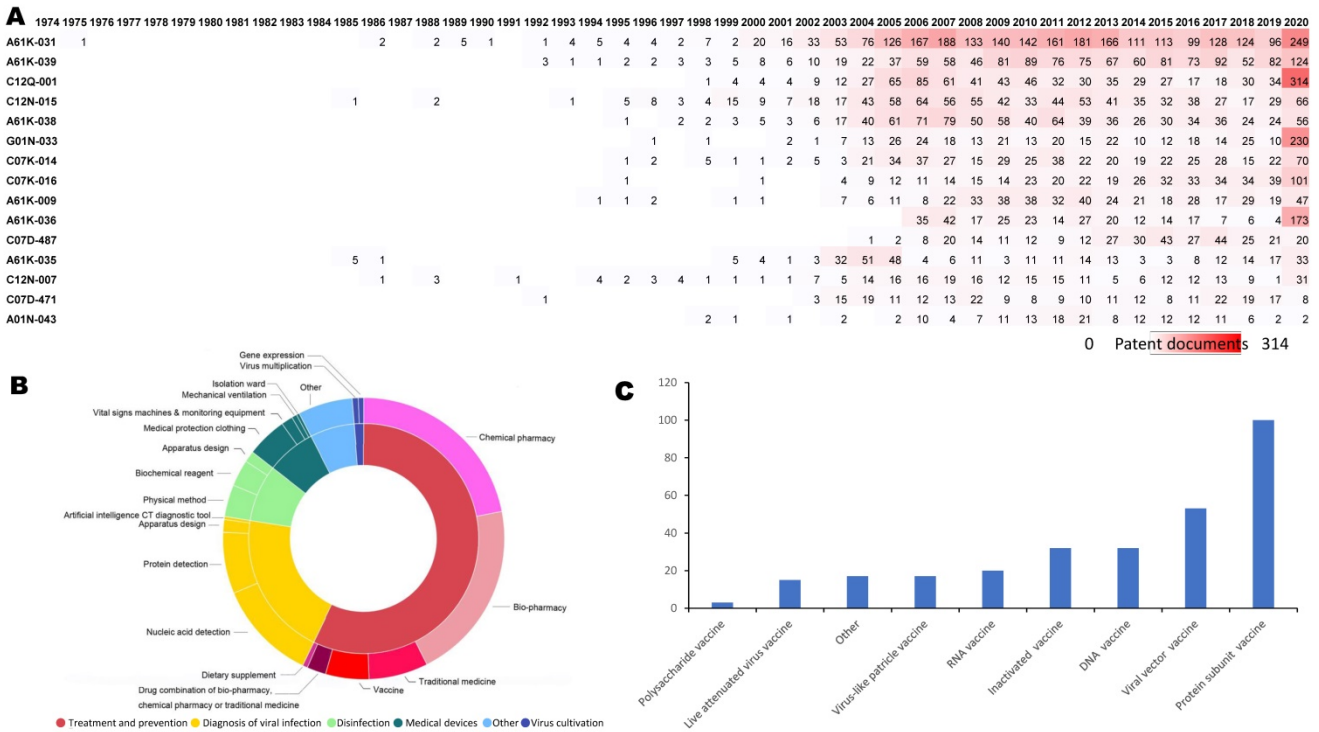 A
1974 1975 1976 1977 1978 1979 1980 1981 1982 1983 1984 1985 1986 1987 1988 1989 1990 1991 1992 1993 1994 1995 1996 1997 1998 1999 2000 2001 2002 2003 2004 2005 2006 2007 2008 2009 2010 2011 2012 2013 2014 2015 2016 2017 2018 2019 2020
A61K-031 1 2 2 5 1 1 4 5 4 4 2 7 2 20 16 33 53 76 126 167 188 133 140 142 161 181 166 111 113 99 128 124 96 249
A61K-039 3 1 1 2 2 3 3 5 8 6 10 19 22 37 59 58 46 81 89 76 75 67 60 81 73 92 52 82 124
C12Q-001 1 4 4 4 9 12 27 65 85 61 41 43 46 32 30 35 29 27 17 18 30 34 314
C12N-015 1 2 1 5 8 3 4 15 9 7 18 17 43 58 64 56 55 42 33 44 53 41 35 32 38 27 17 29 66
A61K-038 1 2 2 3 5 3 6 17 40 61 71 79 50 58 40 64 39 36 26 30 34 36 24 24 56
G01N-033 1 1 2 1 7 13 26 24 18 13 21 13 20 15 22 10 12 18 14 25 10 230
C07K-014 1 2 5 1 1 2 5 3 21 34 37 27 15 29 25 38 22 20 19 22 25 28 15 22 70
C07K-016 1 1 4 9 12 11 14 15 14 23 20 22 19 26 32 33 34 34 39 101
A61K-009 1 1 2 1 1 7 6 11 8 22 33 38 38 32 40 24 21 18 28 17 29 19 47
A61K-036 35 42 17 25 23 14 27 20 12 14 17 7 6 4 173
C07D-487 1 2 8 20 14 11 12 9 12 27 30 43 27 44 25 21 20
A61K-035 5 1 5 4 1 3 32 51 48 4 6 11 3 11 11 14 13 3 3 8 12 14 17 33
C12N-007 1 3 1 4 2 3 4 1 1 1 1 7 5 14 16 16 19 16 12 15 15 11 5 6 12 12 13 9 1 31
C07D-471 1 3 15 19 11 12 13 22 9 8 9 10 11 12 8 11 22 19 17 8
A01N-043 2 1 1 2 2 10 4 7 11 13 18 21 8 12 12 12 11 6 2 2
0 Patent documents 314
B
Gene expression
Virus multiplication
Isolation ward
Mechanical ventilation
Other
Vital signs machines & monitoring equipment
Medical protection clothing
Chemical pharmacy
Apparatus design
Biochemical reagent
Physical method
Artificial intelligence CT diagnostic tool
Apparatus design
Protein detection
Bio-pharmacy
Nucleic acid detection
Dietary supplement
Traditional medicine
Vaccine
Drug combination of bio-pharmacy,
chemical pharmacy or traditional medicine
Treatment and prevention Diagnosis of viral infection Disinfection Medical devices Other Virus cultivation
C
120
100
80
60
40
20
0
Polysaccharide vaccine
Live attenuated virus vaccine
Other
Virus-like patricle vaccine
RNA vaccine
Inactivated vaccine
DNA vaccine
Viral vector vaccine
Protein subunit vaccine